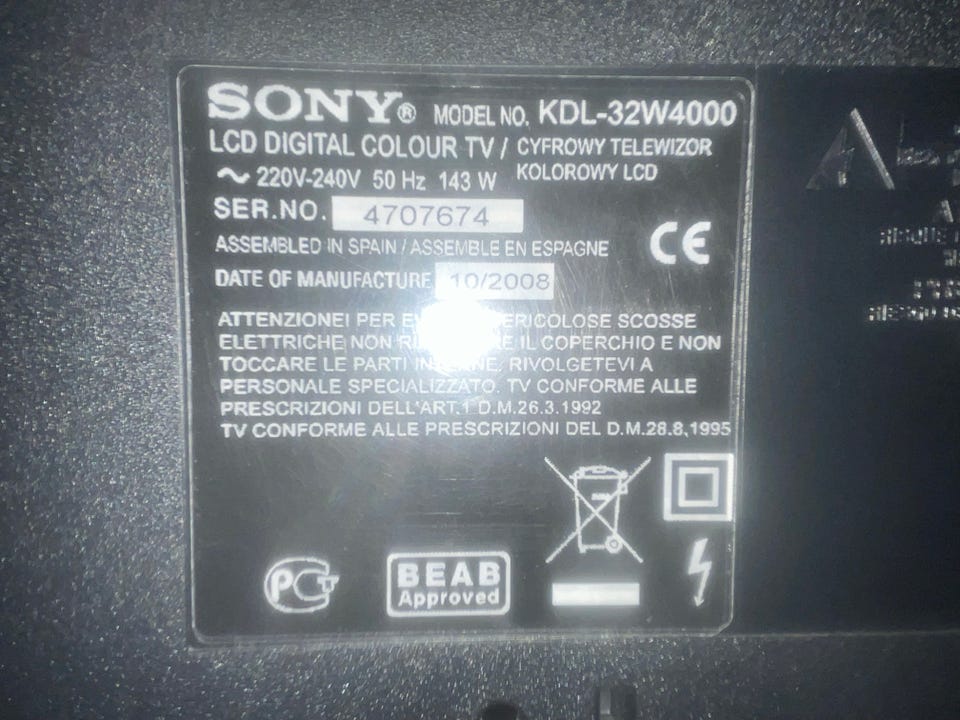 SONY® MODEL NO. KDL-32W4000
LCD DIGITAL COLOUR TV / CYFROWY TELEWIZOR
KOLOROWY LCD
~ 220V-240V 50 Hz 143 W
SER.NO. 4707674
ASSEMBLED IN SPAIN / ASSEMBLE EN ESPAGNE
CE
DATE OF MANUFACTURE 10/2008
ATTENZIONEI PER SCOSSE
ELETTRICHE NON IL COPERCHIO E NON
TOCCARE LE PARTI RIVOLGETEVI A
PERSONALE SPECIALIZZATO. TV CONFORME ALLE
PRESCRIZIONI DELL'ART.1 D.M.26.3.1992
TV CONFORME ALLE PRESCRIZIONI DEL D.M.28.8,1995
BEAB
Approved